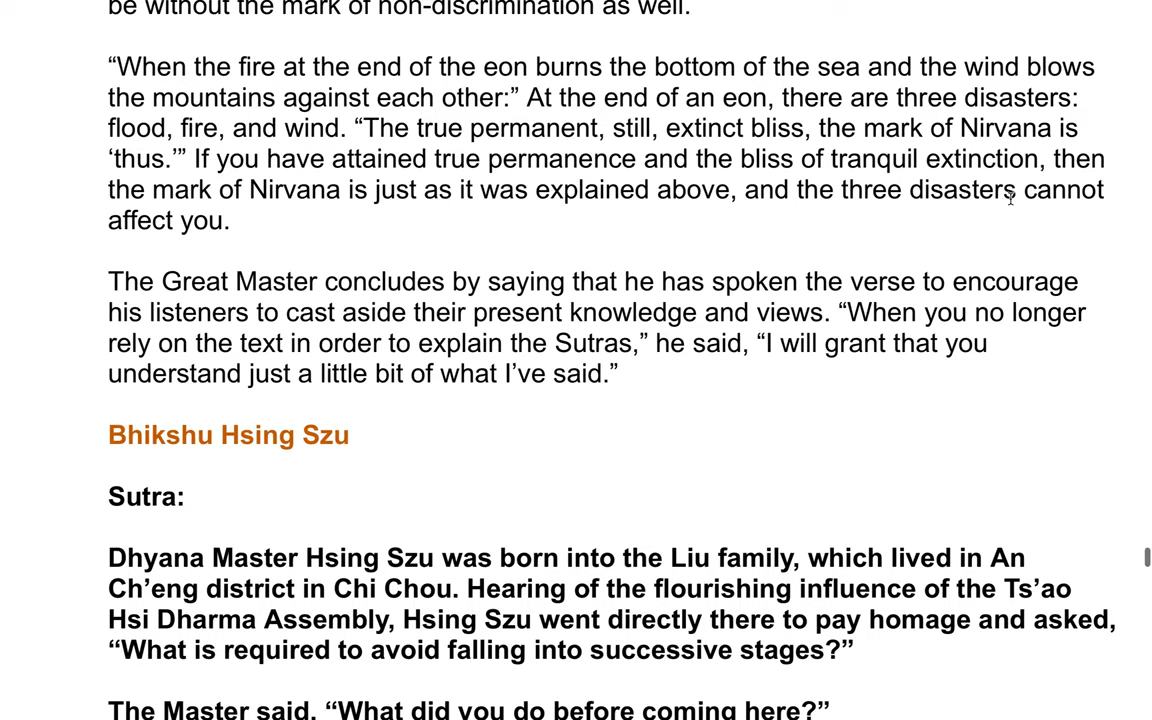 be without the mark of non-discrimination as well.
“When the fire at the end of the eon burns the bottom of the sea and the wind blows
the mountains against each other:” At the end of an eon, there are three disasters:
flood, fire, and wind. “The true permanent, still, extinct bliss, the mark of Nirvana is
‘thus.’” If you have attained true permanence and the bliss of tranquil extinction, then
the mark of Nirvana is just as it was explained above, and the three disasters cannot
affect you.
The Great Master concludes by saying that he has spoken the verse to encourage
his listeners to cast aside their present knowledge and views. “When you no longer
rely on the text in order to explain the Sutras,” he said, “I will grant that you
understand just a little bit of what I’ve said.”
Bhikshu Hsing Szu
Sutra:
Dhyana Master Hsing Szu was born into the Liu family, which lived in An
Ch’eng district in Chi Chou. Hearing of the flourishing influence of the Ts’ao
Hsi Dharma Assembly, Hsing Szu went directly there to pay homage and asked,
“What is required to avoid falling into successive stages?”
The Master said, “What did you do before coming here?”